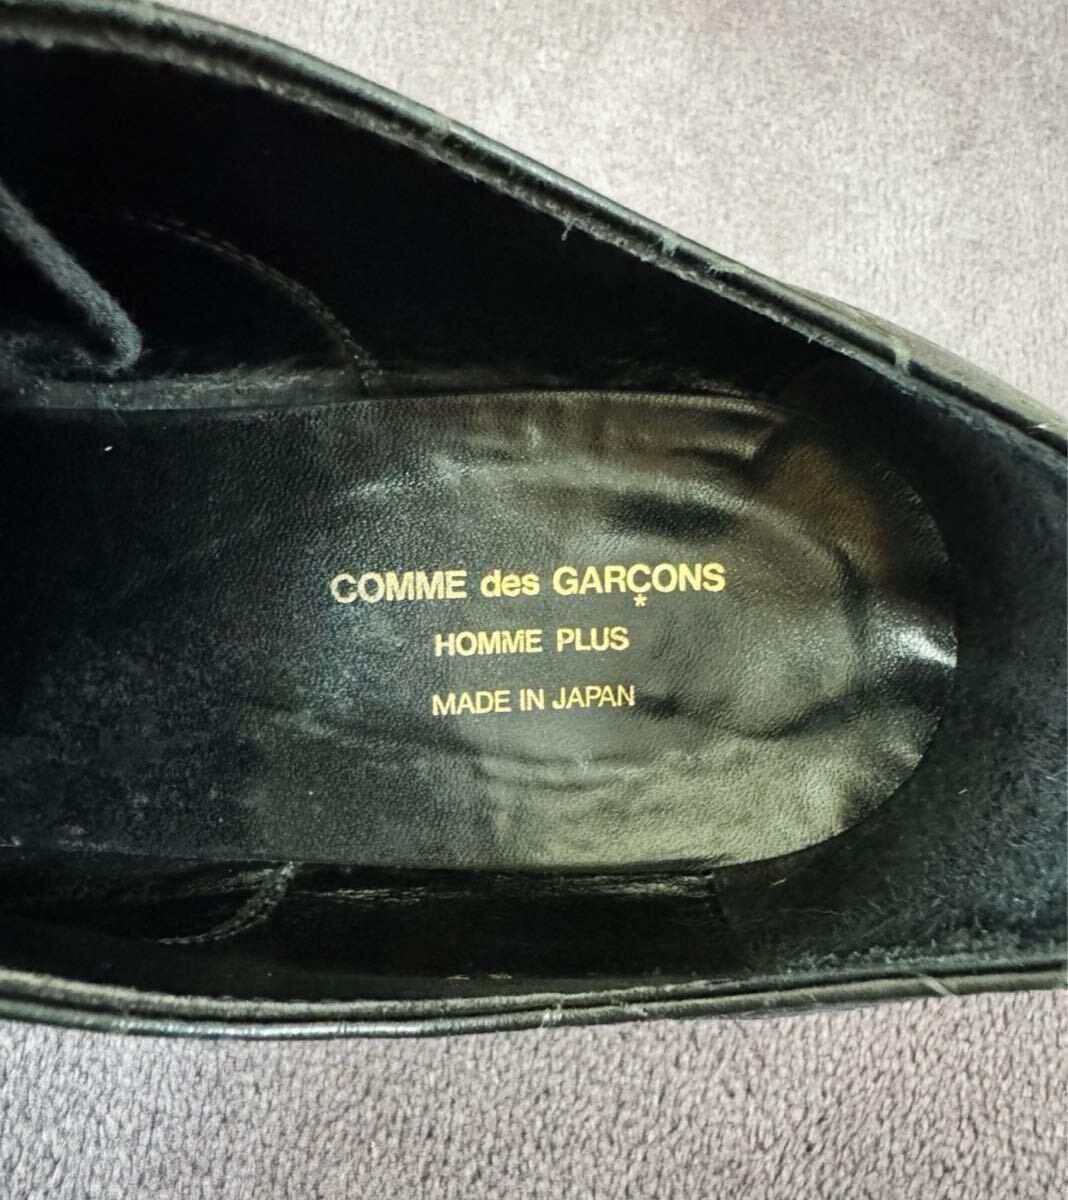 COMME des GARÇONS
*
HOMME PLUS
MADE IN JAPAN